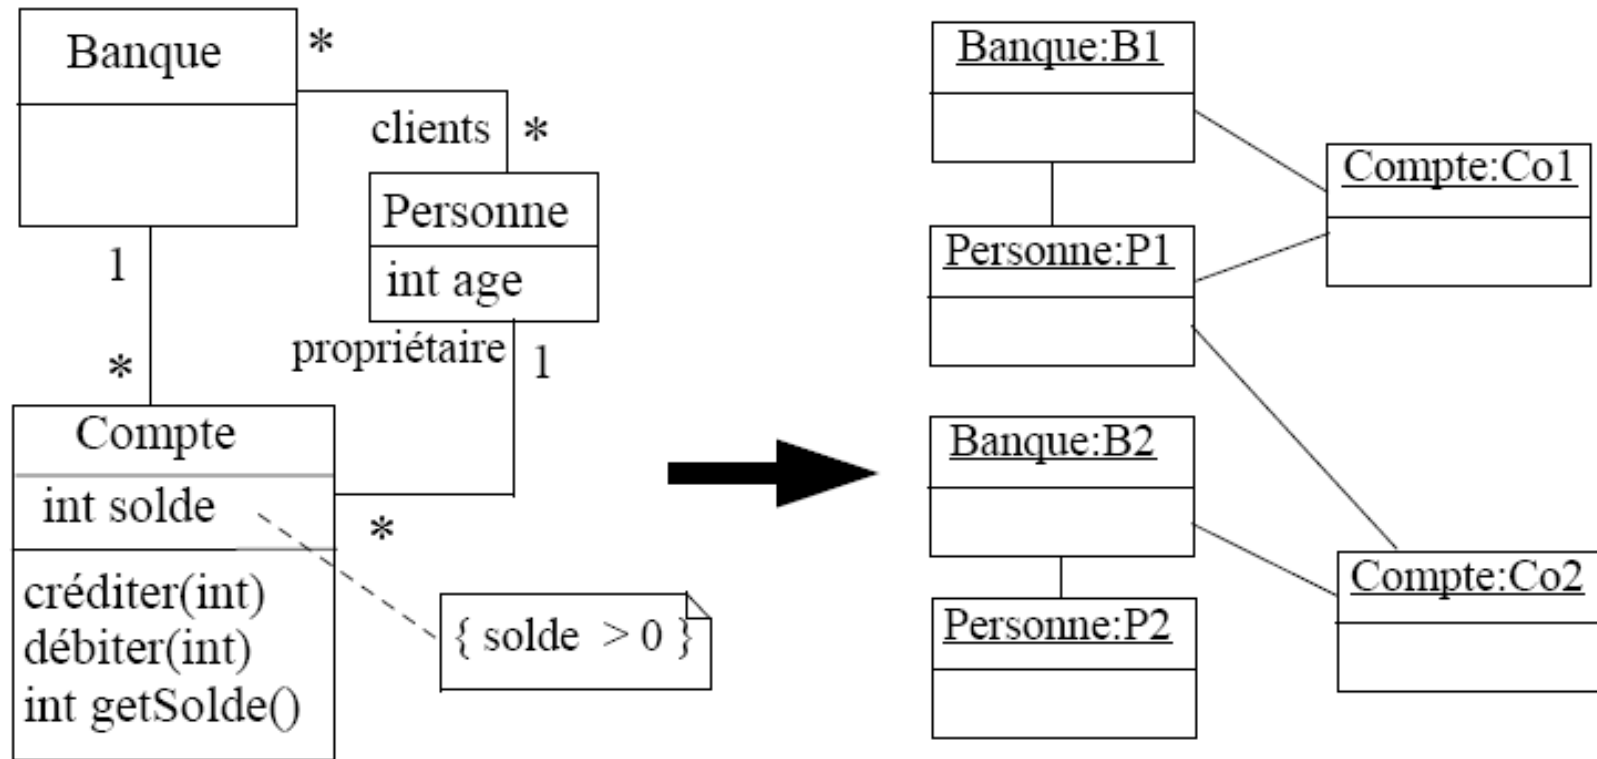 Banque
*
clients
*
Personne
int age
1
*
propriétaire
1
Compte
int solde
*
créditer(int)
débiter(int)
int getSolde()
{ solde > 0 }
Banque:B1
Compte:Co1
Personne:P1
Banque:B2
Compte:Co2
Personne:P2